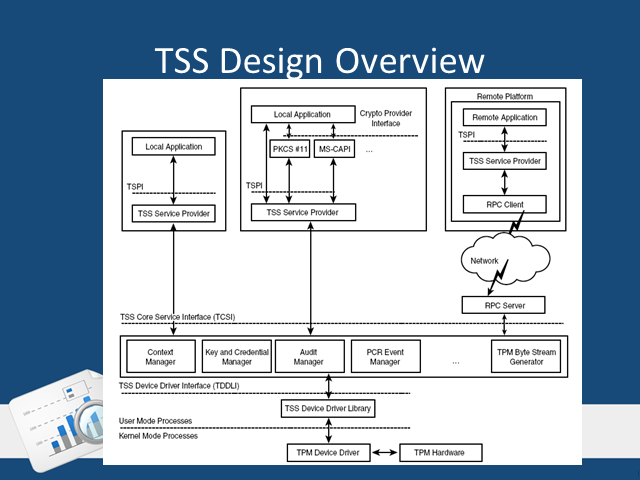 TSS Design Overview
Remote Platform
Local Application
Crypto Provider
Interface
Remote Application
TSPI
Local Application
PKCS #11
MS-CAPI
...
TSS Service Provider
TSPI
TSPI
RPC Client
TSS Service Provider
TSS Service Provider
Network
RPC Server
TSS Core Service Interface (TCSI)
Context
Manager
Key and Credential
Manager
Audit
Manager
PCR Event
Manager
...
TPM Byte Stream
Generator
TSS Device Driver Interface (TDDLI)
TSS Device Driver Library
User Mode Processes
Kernel Mode Processes
TPM Device Driver
TPM Hardware